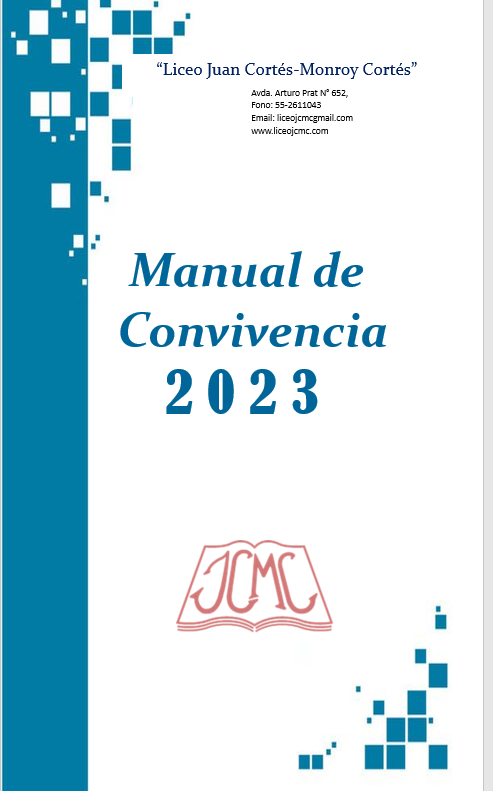 “Liceo Juan Cortés-Monroy Cortés”
Avda. Arturo Prat N° 652,
Fono: 55-2611043
Email: liceojcmcgmail.com
www.liceojcmc.com
Manual de
Convivencia
2023
JCMC